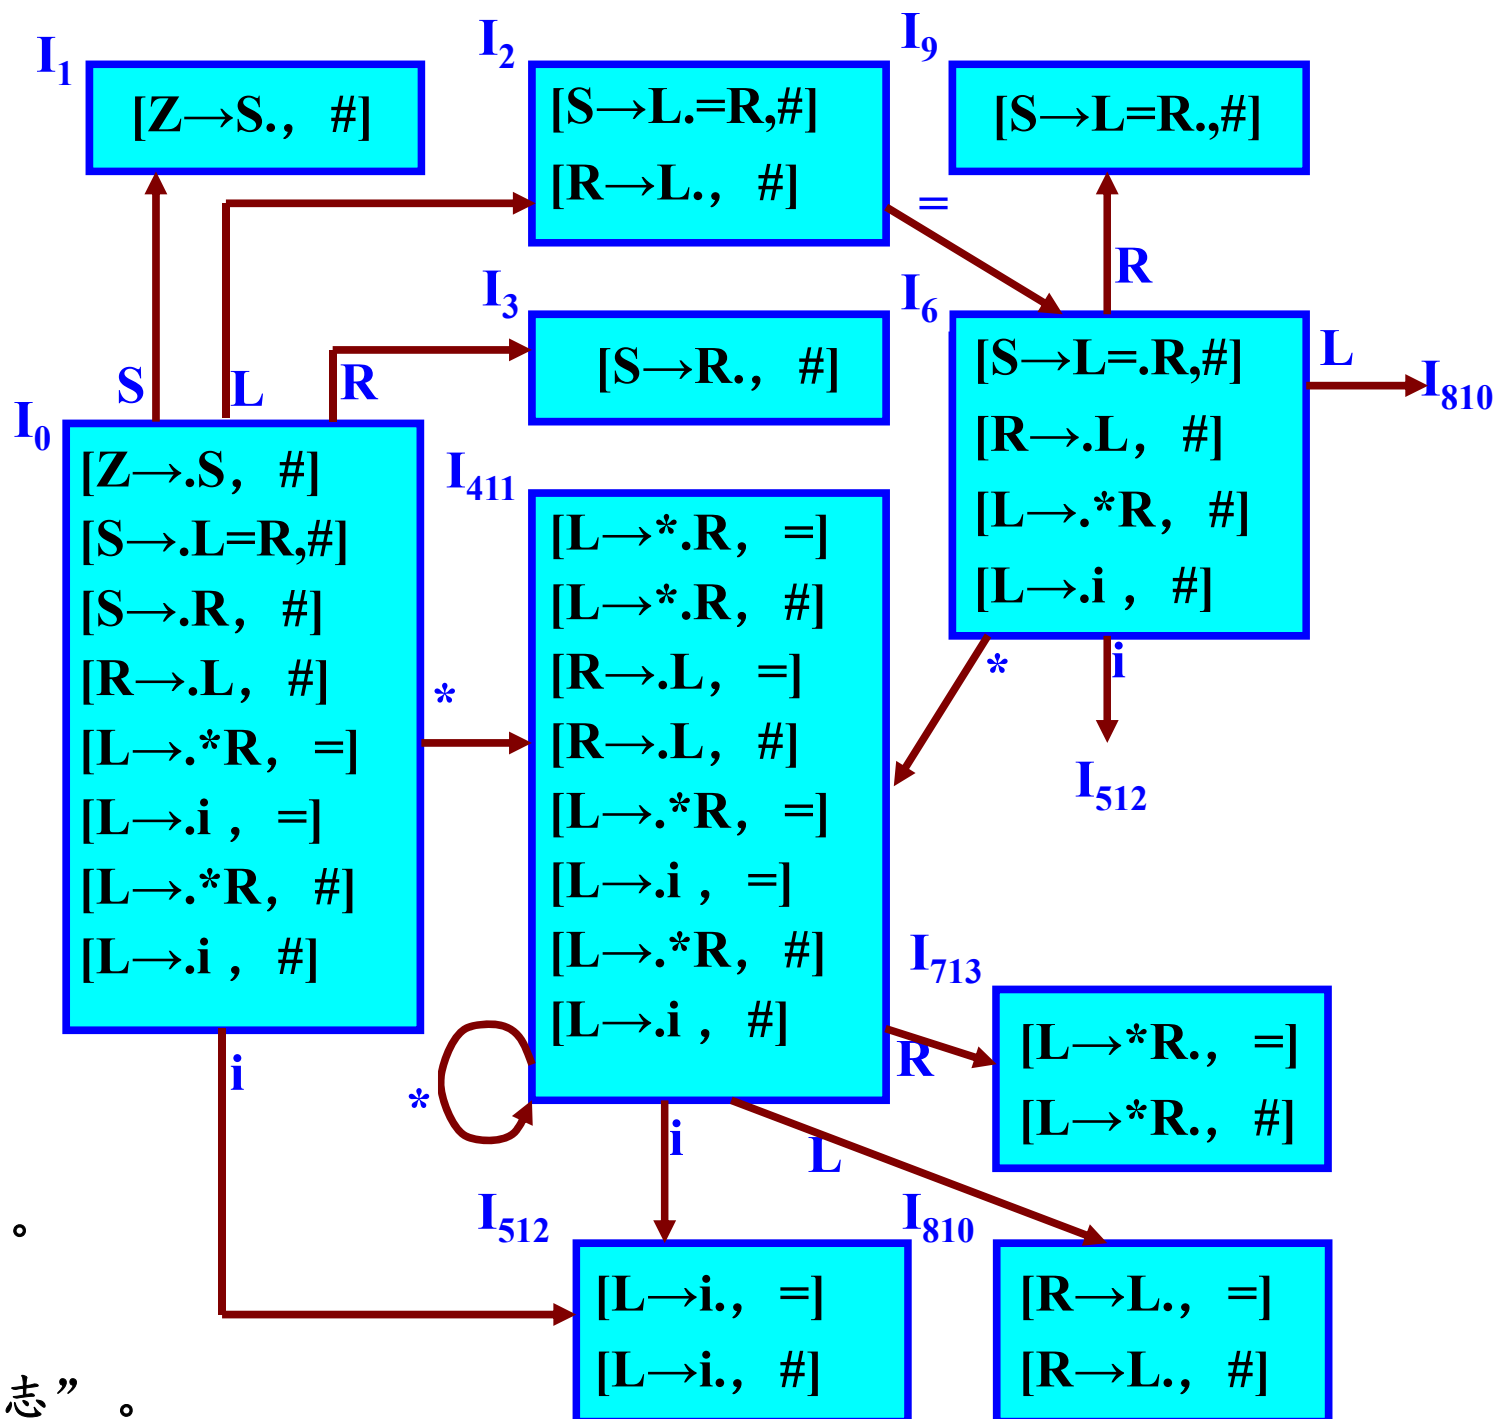 I1
[Z→S., #]
I2
[S→L.=R,#]
[R→L., #]
I9
[S→L=R.,#]
=
R
I3
[S→R., #]
I6
[S→L=.R,#]
[R→.L, #]
[L→.*R, #]
[L→.i , #]
L
I810
*
i
I512
S
L
R
I0
[Z→.S, #]
[S→.L=R,#]
[S→.R, #]
[R→.L, #]
[L→.*R, =]
[L→.i , =]
[L→.*R, #]
[L→.i , #]
*
i
I411
[L→*.R, =]
[L→*.R, #]
[R→.L, =]
[R→.L, #]
[L→.*R, =]
[L→.i , =]
[L→.*R, #]
[L→.i , #]
*
i
L
R
I713
[L→*R., =]
[L→*R., #]
I512
[L→i., =]
[L→i., #]
I810
[R→L., =]
[R→L., #]
。
志” 。